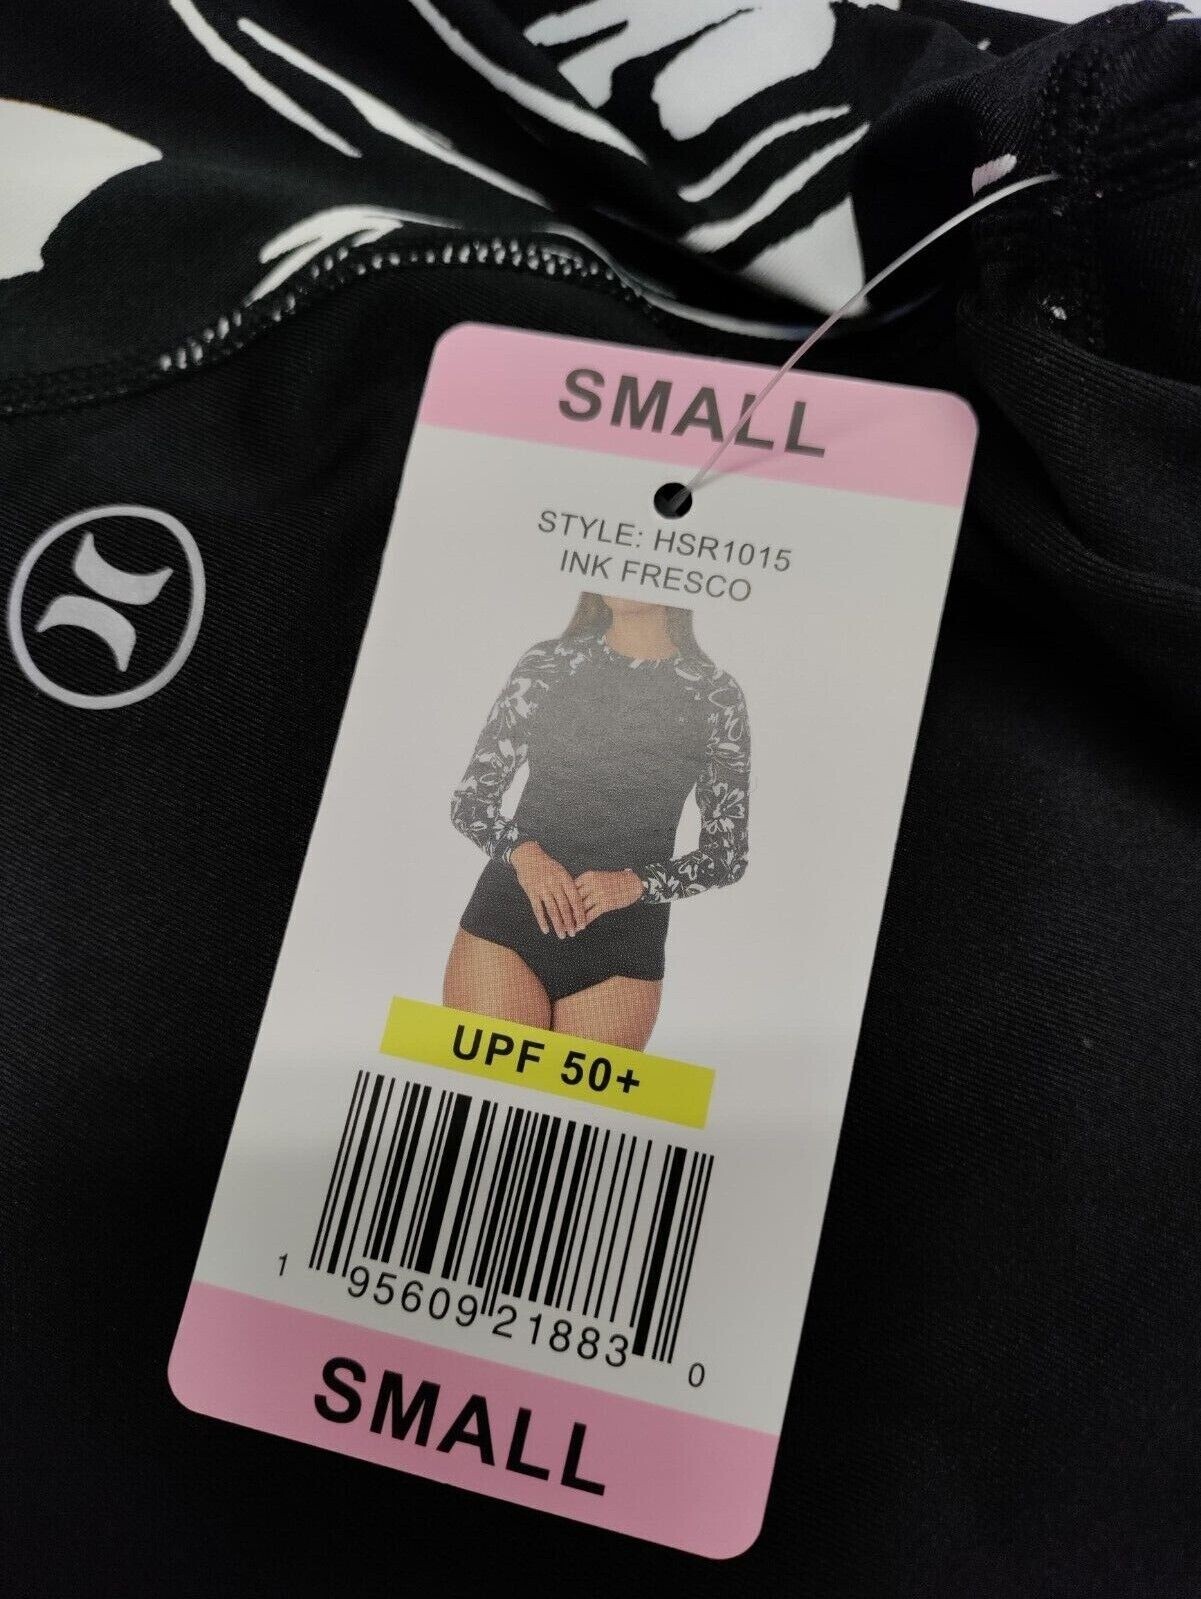 SMALL
STYLE: HSR1015
INK FRESCO
UPF 50+
1 95609 21883 0
SMALL